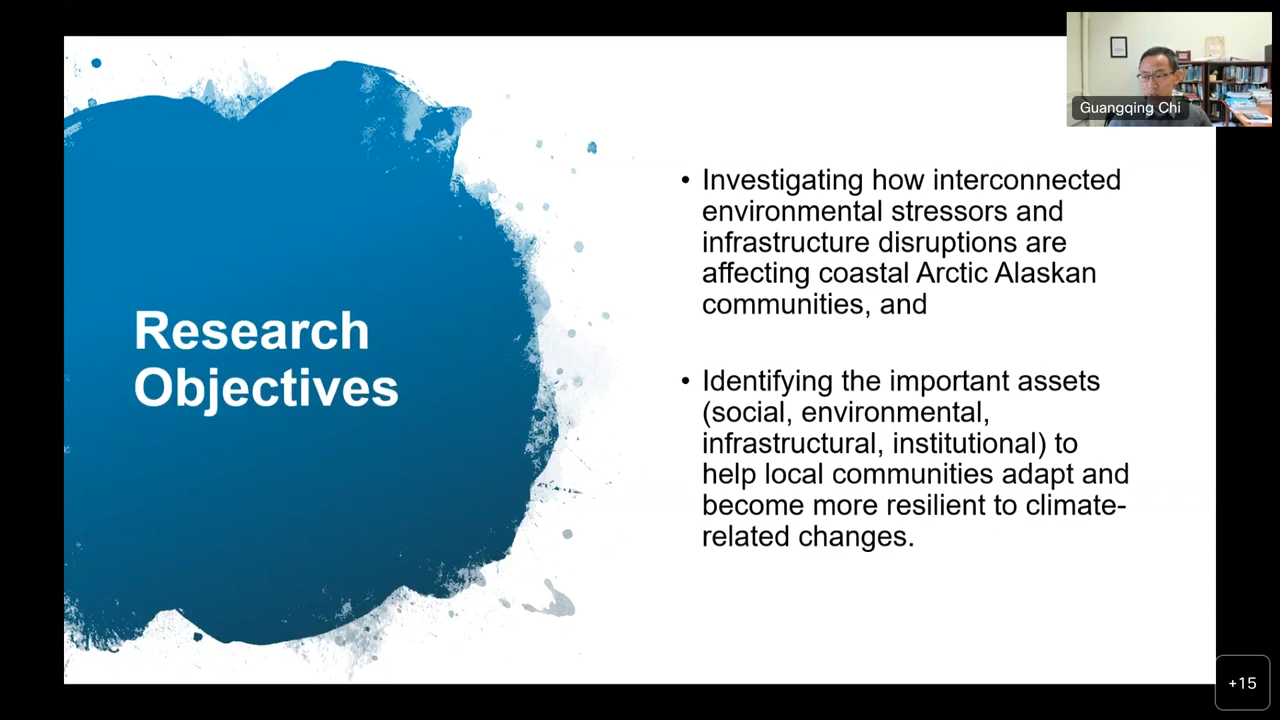 Guangqing Chi
Research
Objectives
• Investigating how interconnected
environmental stressors and
infrastructure disruptions are
affecting coastal Arctic Alaskan
communities, and
• Identifying the important assets
(social, environmental,
infrastructural, institutional) to
help local communities adapt and
become more resilient to climate-
related changes.
+15